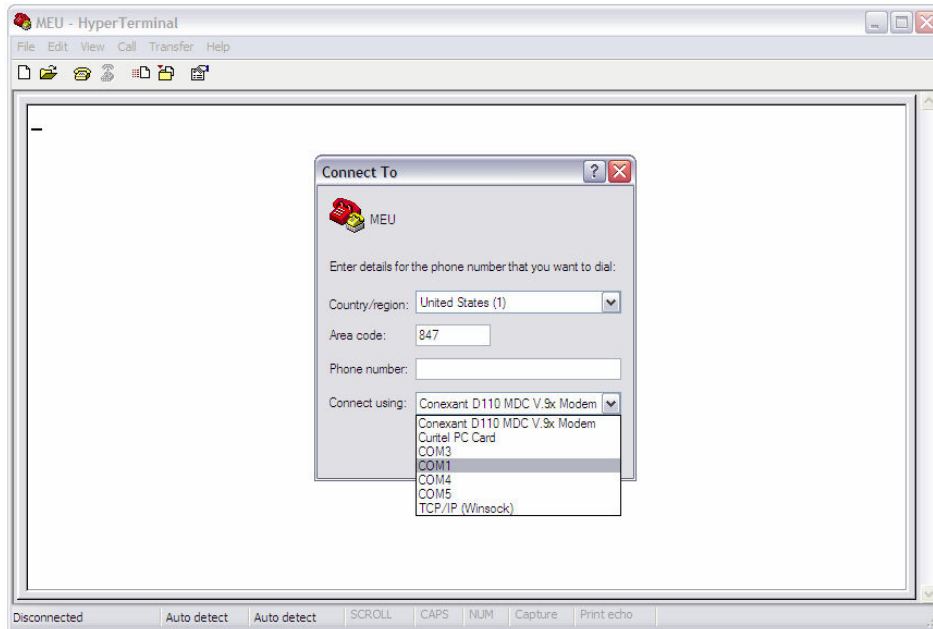 MEU - HyperTerminal
File Edit View Call Transfer Help
Connect To
MEU
Enter details for the phone number that you want to dial:
Country/region: United States (1)
Area code: 847
Phone number:
Connect using: Conexant D110 MDC V.9x Modem
Conexant D110 MDC V.9x Modem
Curitel PC Card
COM3
COM1
COM4
COM5
TCP/IP (Winsock)
Disconnected Auto detect Auto detect SCROLL CAPS NUM Capture Print echo